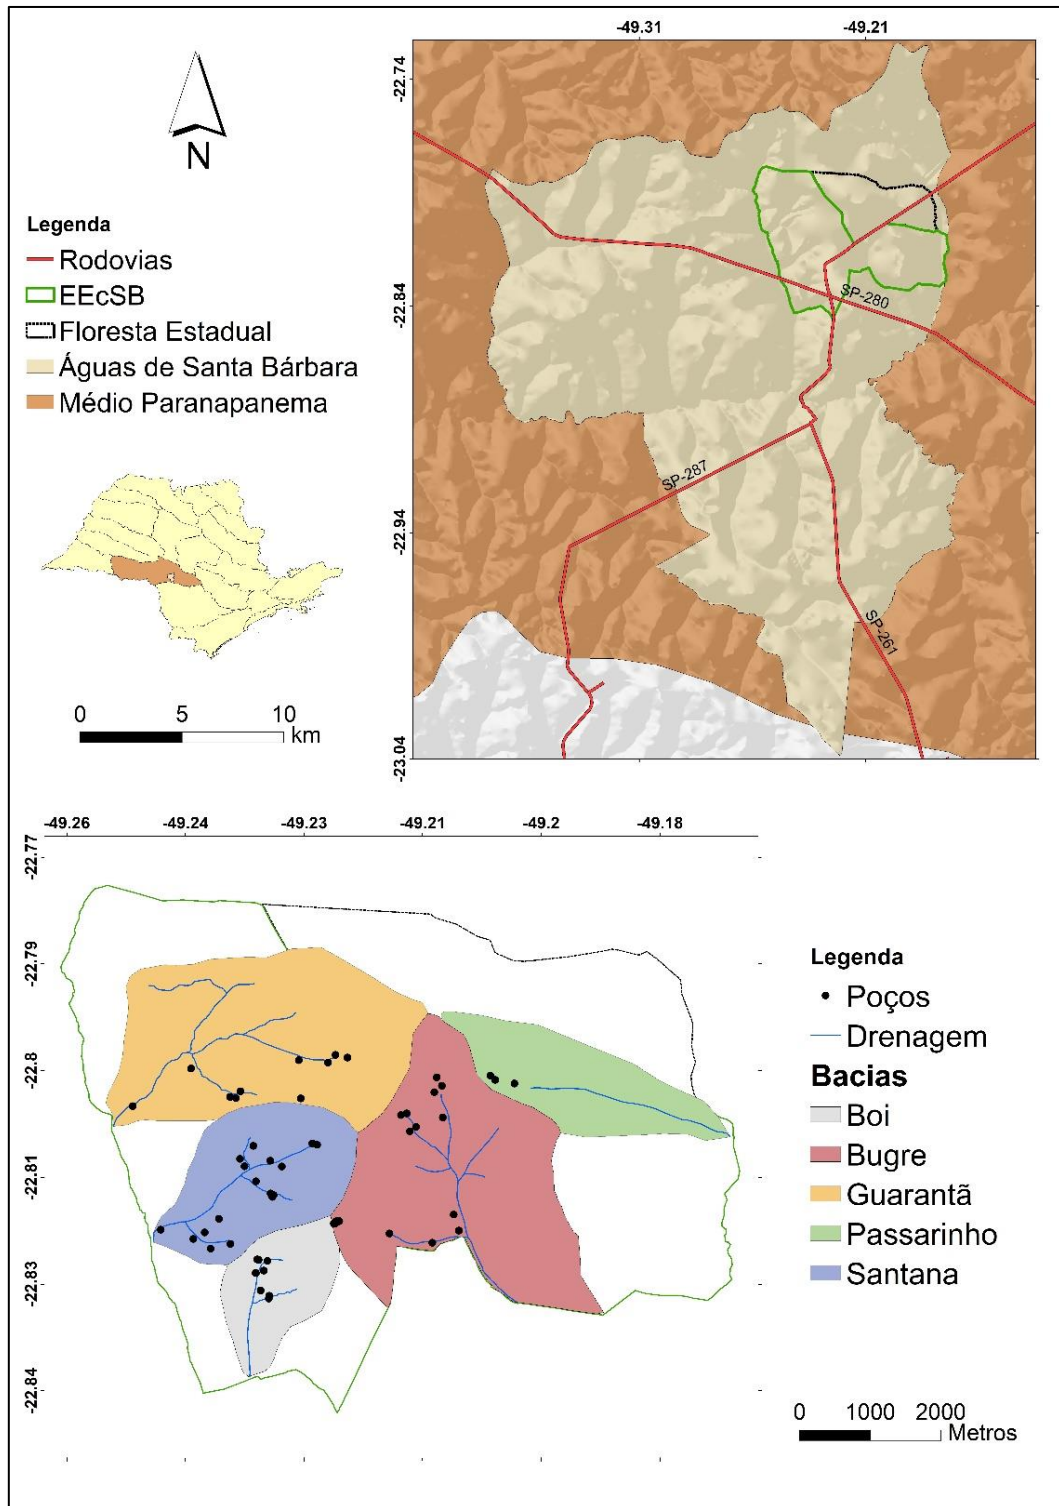 -49.31 -49.21
-22.74
-22.84
-22.94
-23.04
N
Legenda
Rodovias
EEcSB
Floresta Estadual
Águas de Santa Bárbara
Médio Paranapanema
SP-280
SP-287
SP-261
0 5 10
km
-49.26 -49.24 -49.23 -49.21 -49.2 -49.18
-22.77
-22.79
-22.8
-22.81
-22.83
-22.84
Legenda
Poços
Drenagem
Bacias
Boi
Bugre
Guarantã
Passarinho
Santana
0 1000 2000
Metros